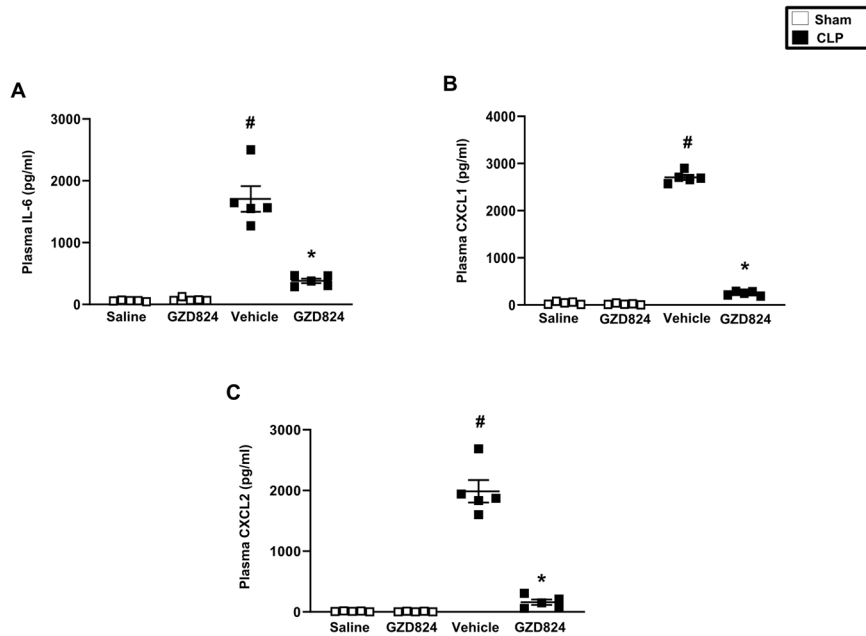 Sham
CLP
A
Plasma IL-6 (pg/ml)
3000
2000
1000
0
#
*
Saline GZD824 Vehicle GZD824
B
Plasma CXCL1 (pg/ml)
4000
3000
2000
1000
0
#
*
Saline GZD824 Vehicle GZD824
C
Plasma CXCL2 (pg/ml)
3000
2000
1000
0
#
*
Saline GZD824 Vehicle GZD824